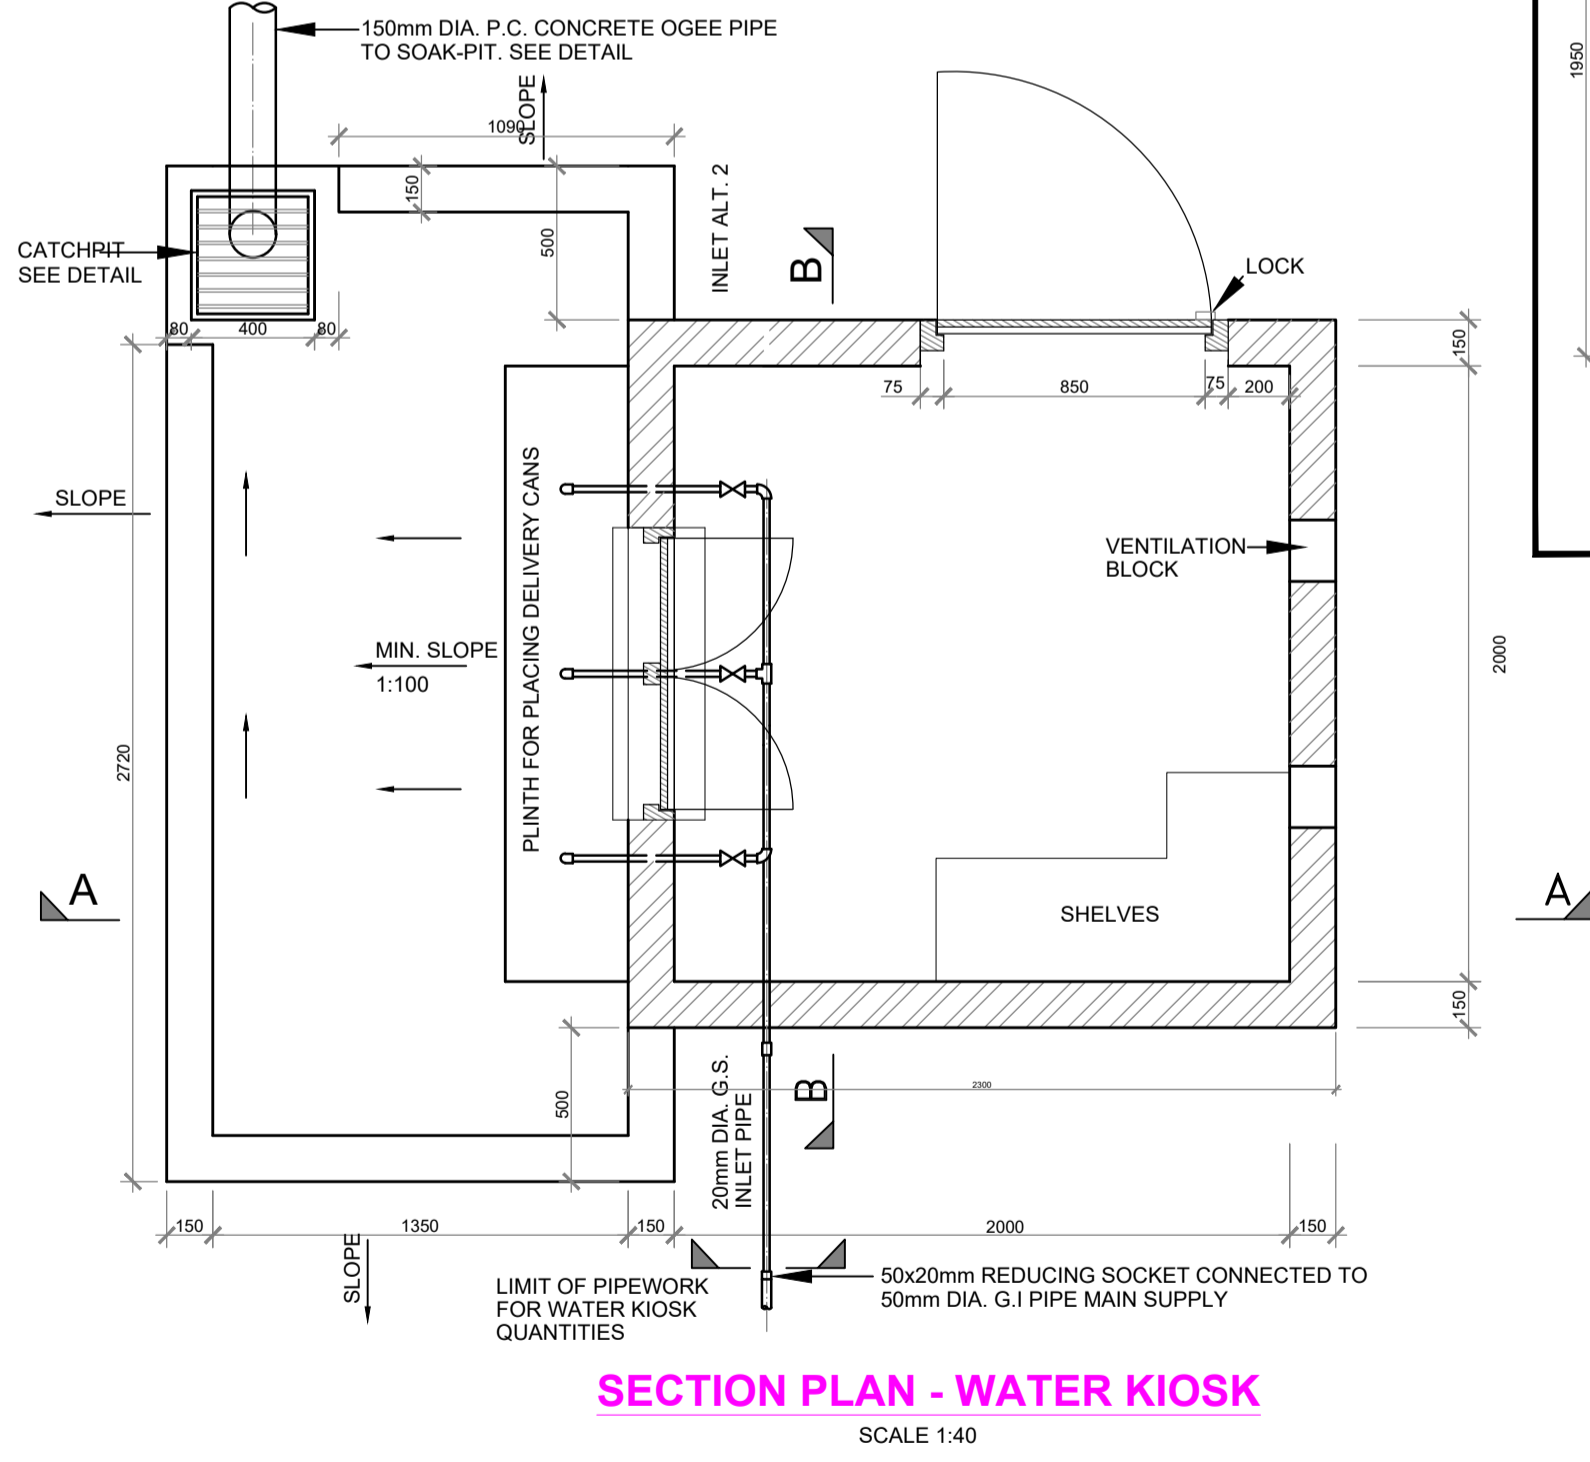 150mm DIA. P.C. CONCRETE OGEE PIPE
TO SOAK-PIT. SEE DETAIL
SLOPE
1090
1950
150
500
INLET ALT. 2
B
LOCK
CATCHPIT
SEE DETAIL
80
400
80
150
75
850
75
200
SLOPE
PLINTH FOR PLACING DELIVERY CANS
VENTILATION
BLOCK
MIN. SLOPE
1:100
2000
2720
A
SHELVES
A
150
500
20mm DIA. G.S.
INLET PIPE
B
2300
150
1350
150
2000
150
SLOPE
LIMIT OF PIPEWORK
FOR WATER KIOSK
QUANTITIES
50x20mm REDUCING SOCKET CONNECTED TO
50mm DIA. G.I PIPE MAIN SUPPLY
SECTION PLAN - WATER KIOSK
SCALE 1:40